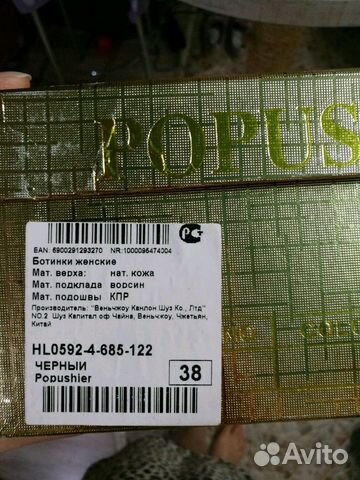 POPUS
EAN: 6900291293270 NR:1000096474004
Ботинки женские
Мат. верха: нат. кожа
Мат. подклада ворсин
Мат. подошвы КПР
Производитель: "Веньчжоу Канлон Шуз Ко., Лтд"
NO.2 Шуз Капитал оф Чайна, Веньчжоу, Чжетьян,
Китай
HL0592-4-685-122
ЧЕРНЫЙ
Popushier
38
Avito